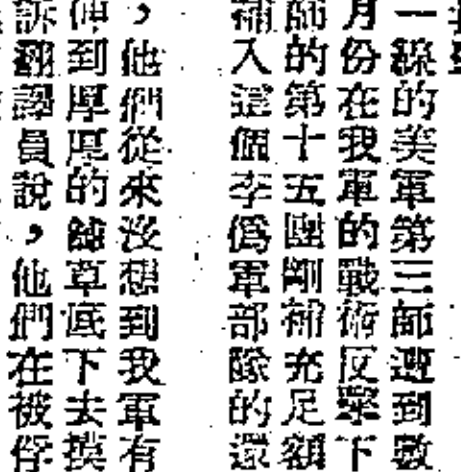 一線的美軍第三師遭到敵
月份在我軍的戰術反擊下
師的第十五團剛補充足額
補入這個李僞軍部隊的還
，他們從來沒想到我軍有
伸到厚厚的草底下去摸
訴翻譯員說，他們在被俘